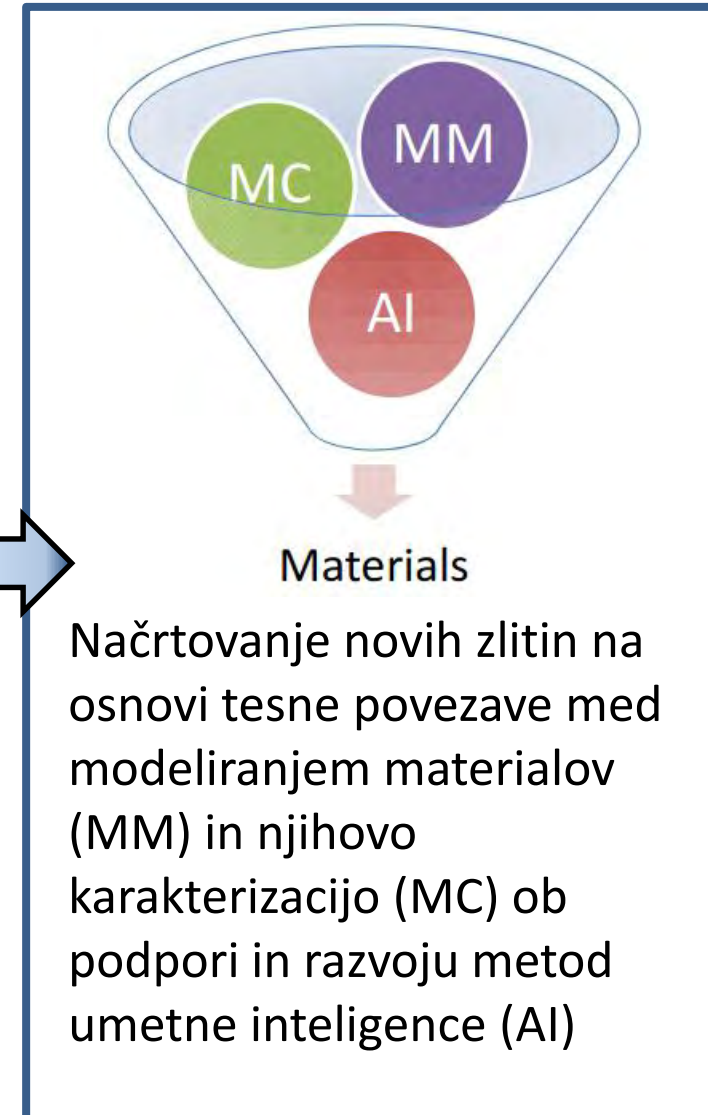 MC
MM
AI
Materials
Načrtovanje novih zlitin na
osnovi tesne povezave med
modeliranjem materialov
(MM) in njihovo
karakterizacijo (MC) ob
podpori in razvoju metod
umetne inteligence (AI)